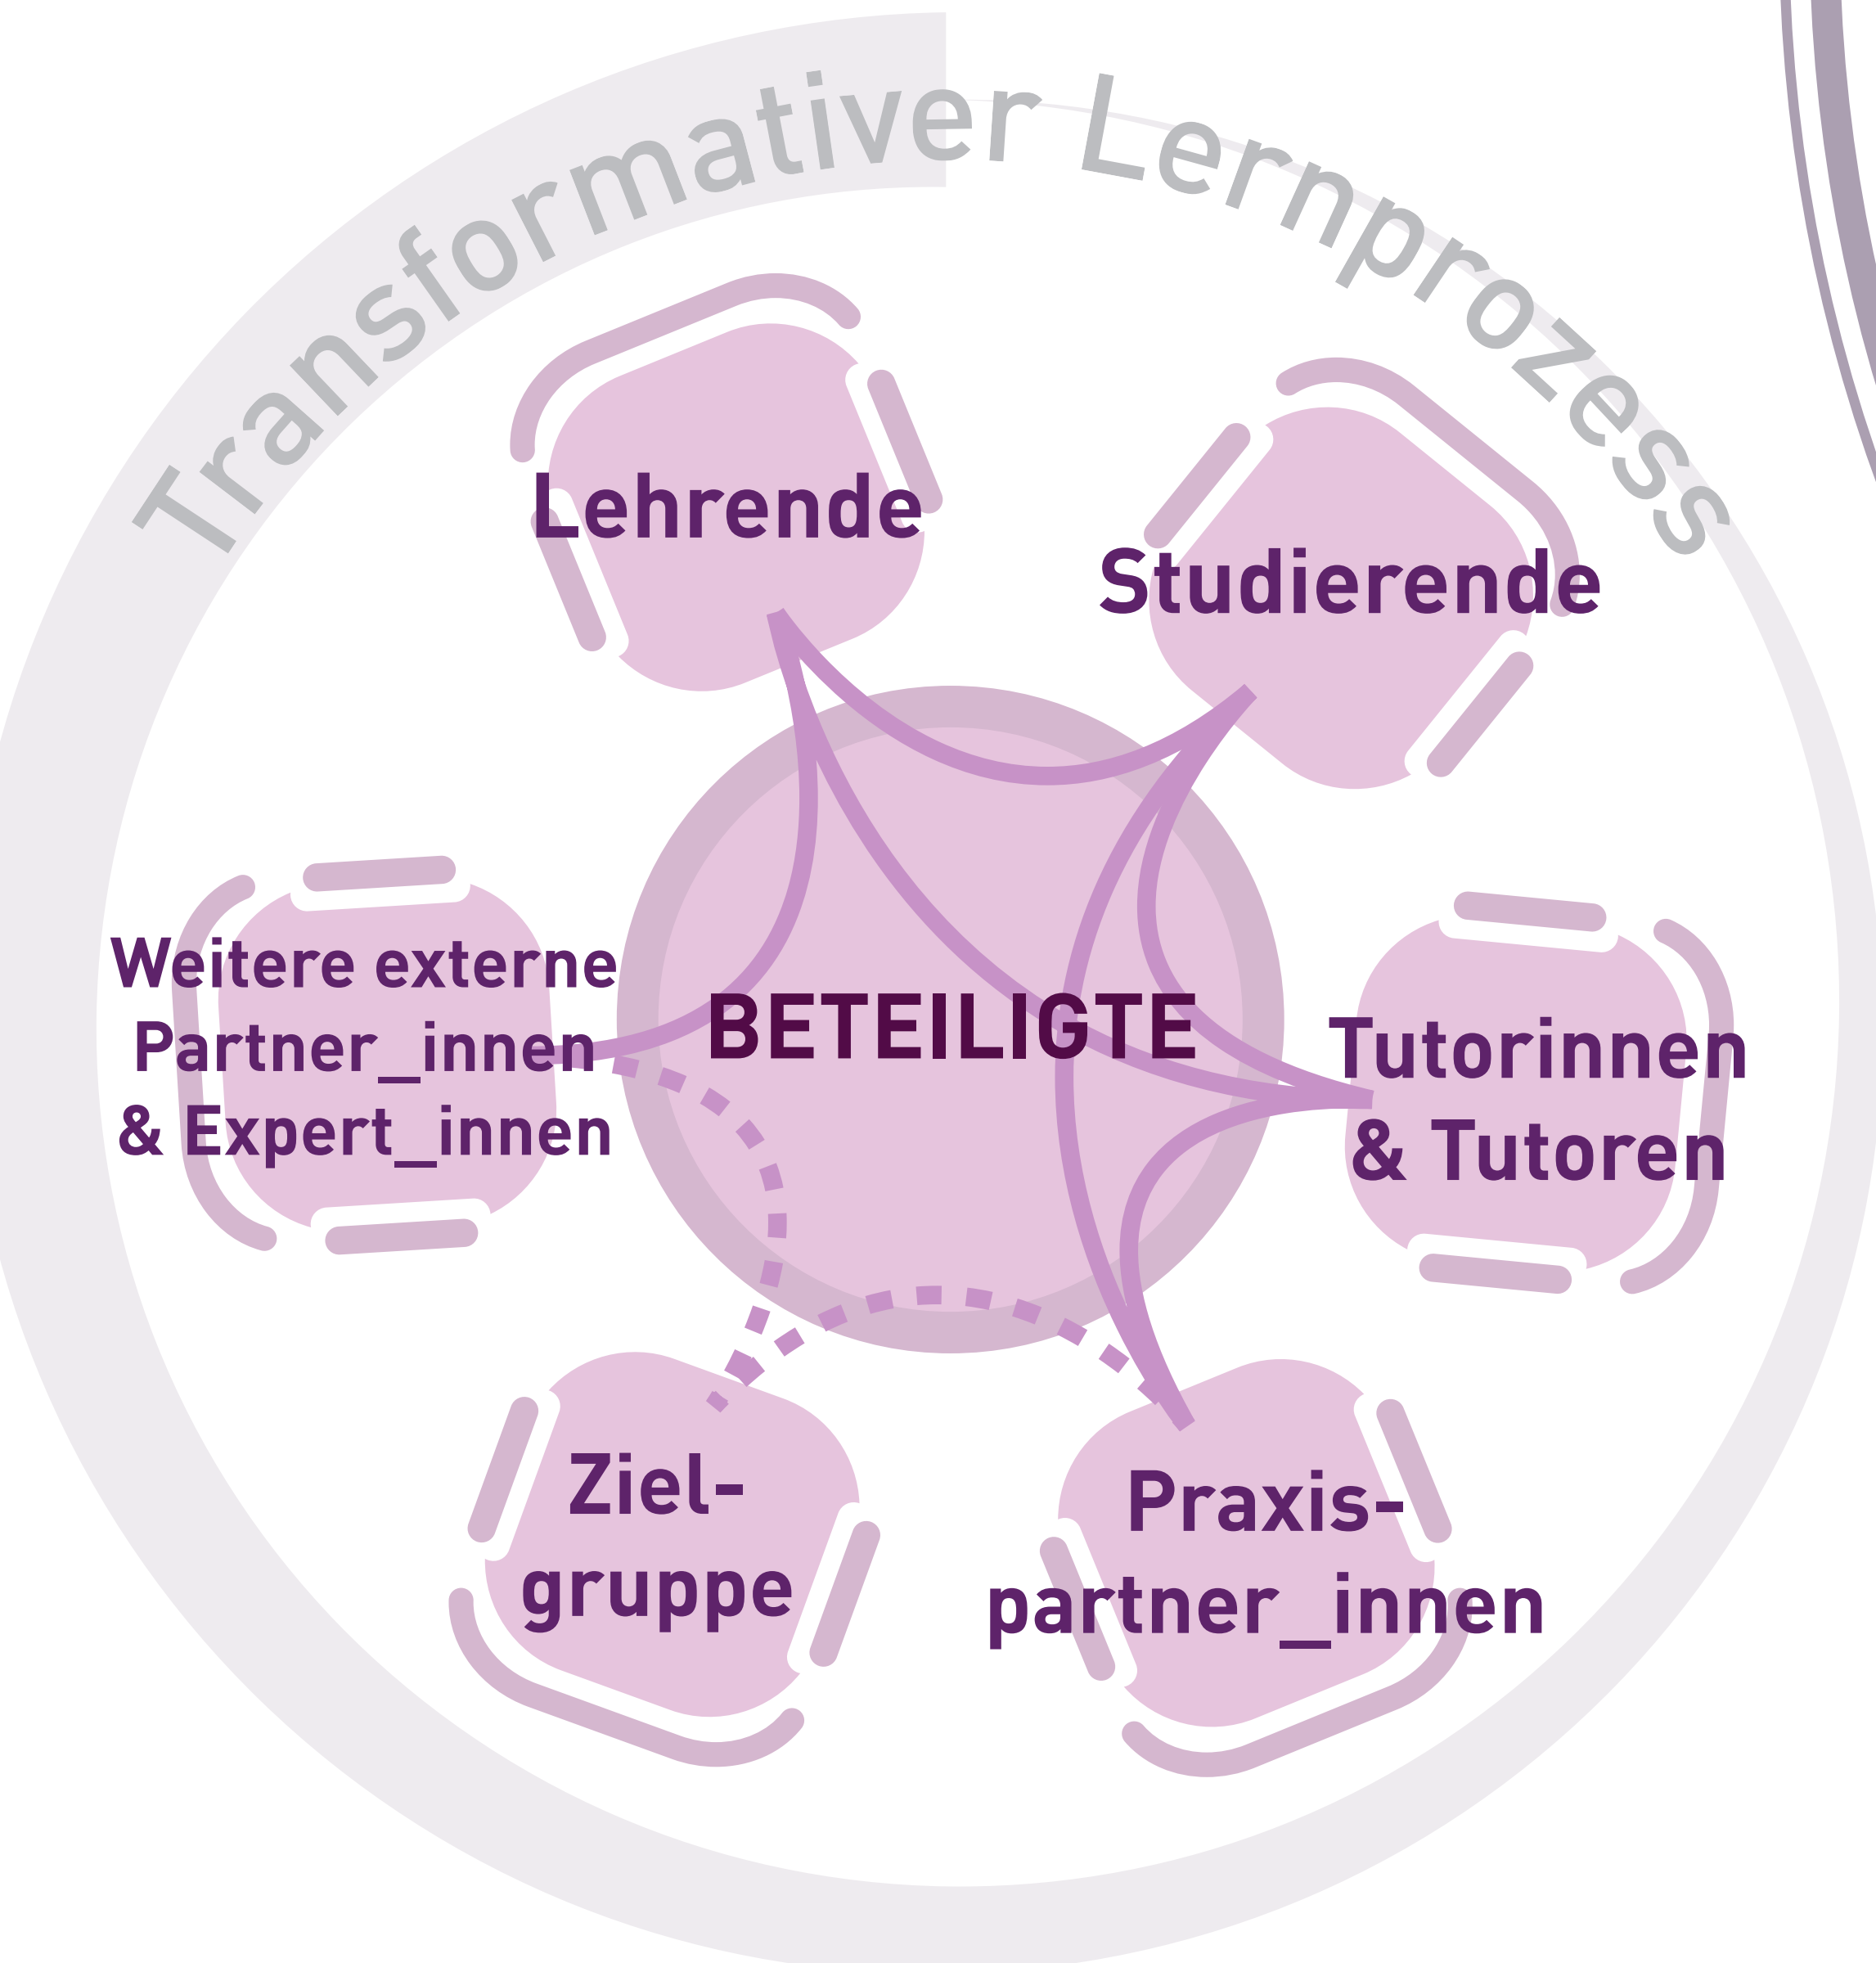 Transformativer Lernprozess
Lehrende
Studierende
Weitere externe
Partner_innen
& Expert_innen
BETEILIGTE
Tutorinnen
& Tutoren
Ziel-
gruppe
Praxis-
partner_innen